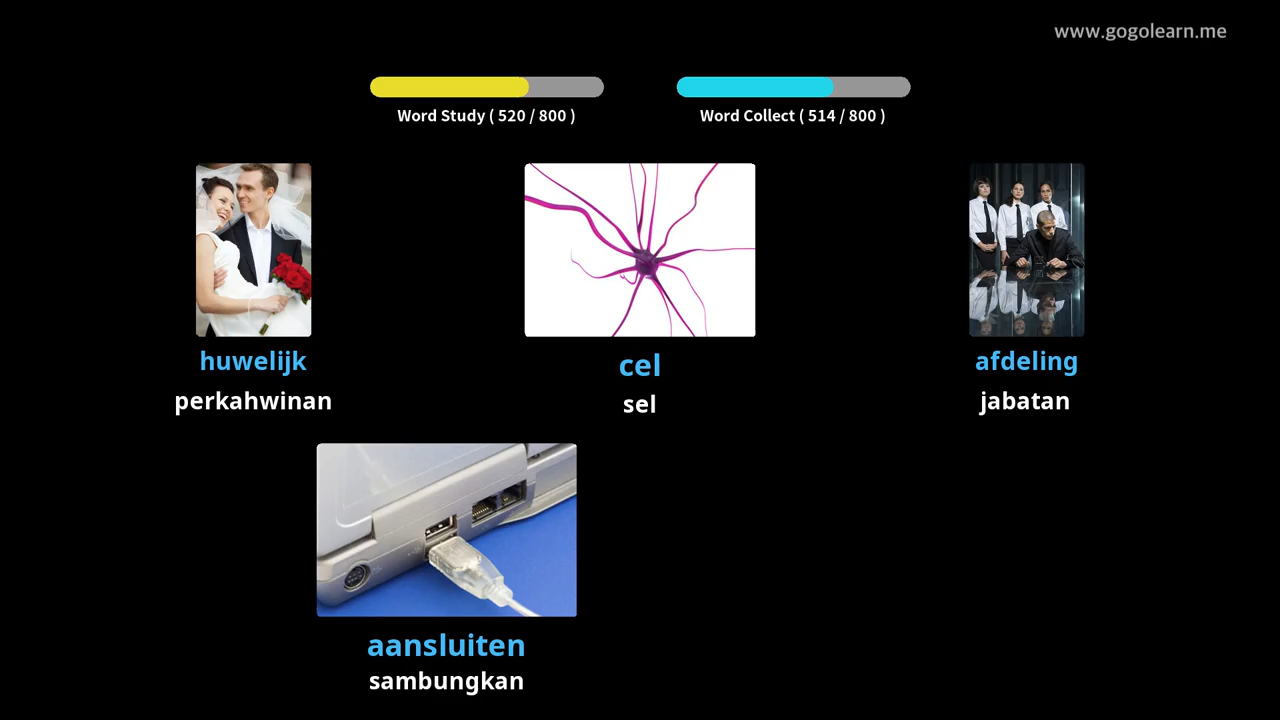 www.gogolearn.me
Word Study ( 520 / 800 )
Word Collect ( 514 / 800 )
huwelijk
perkahwinan
cel
sel
afdeling
jabatan
aansluiten
sambungkan